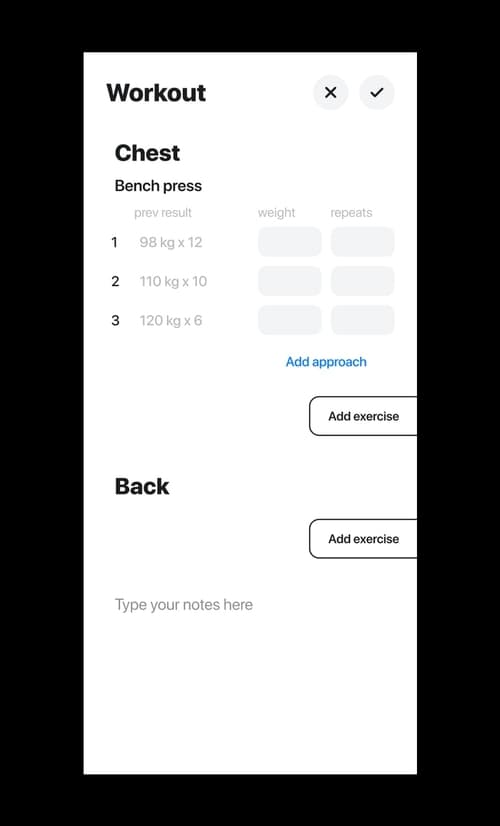 Workout
Chest
Bench press
prev result weight repeats
1 98 kg x 12
2 110 kg x 10
3 120 kg x 6
Add approach
Add exercise
Back
Add exercise
Type your notes here